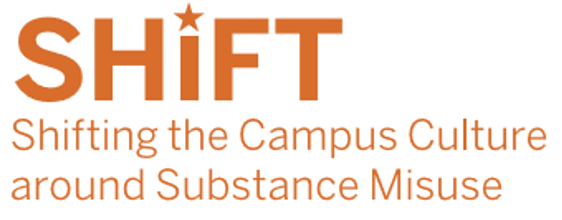 SHiFT
Shifting the Campus Culture
around Substance Misuse